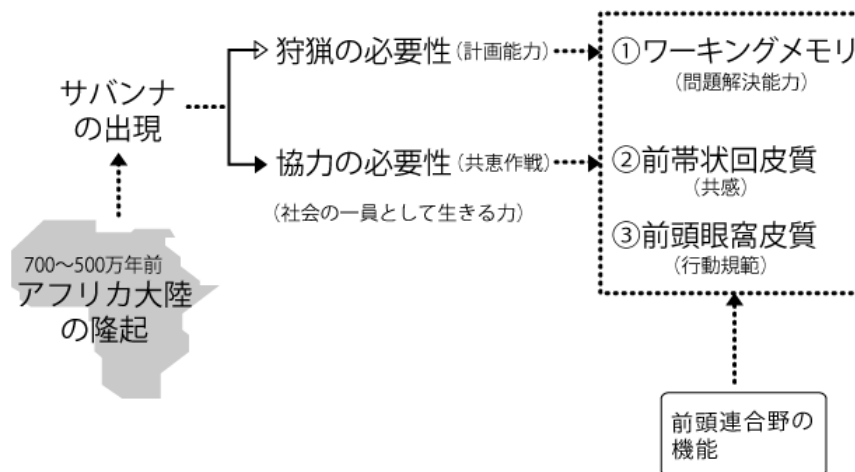 サバンナ
の出現
700〜500万年前
アフリカ大陸
の隆起
狩猟の必要性(計画能力)
協力の必要性(共恵作戦)
(社会の一員として生きる力)
①ワーキングメモリ
(問題解決能力)
②前帯状回皮質
(共感)
③前頭眼窩皮質
(行動規範)
前頭連合野の
機能